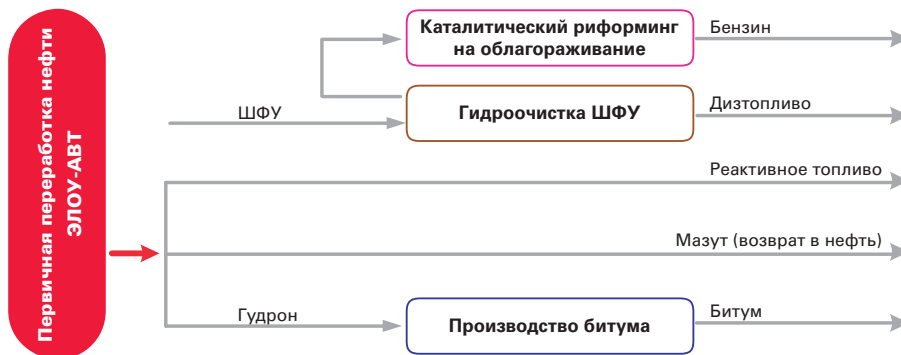 Первичная переработка нефти
ЭЛОУ-АВТ
Каталитический риформинг
на облагораживание
Бензин
ШФУ
Гидроочистка ШФУ
Дизтопливо
Реактивное топливо
Мазут (возврат в нефть)
Гудрон
Производство битума
Битум